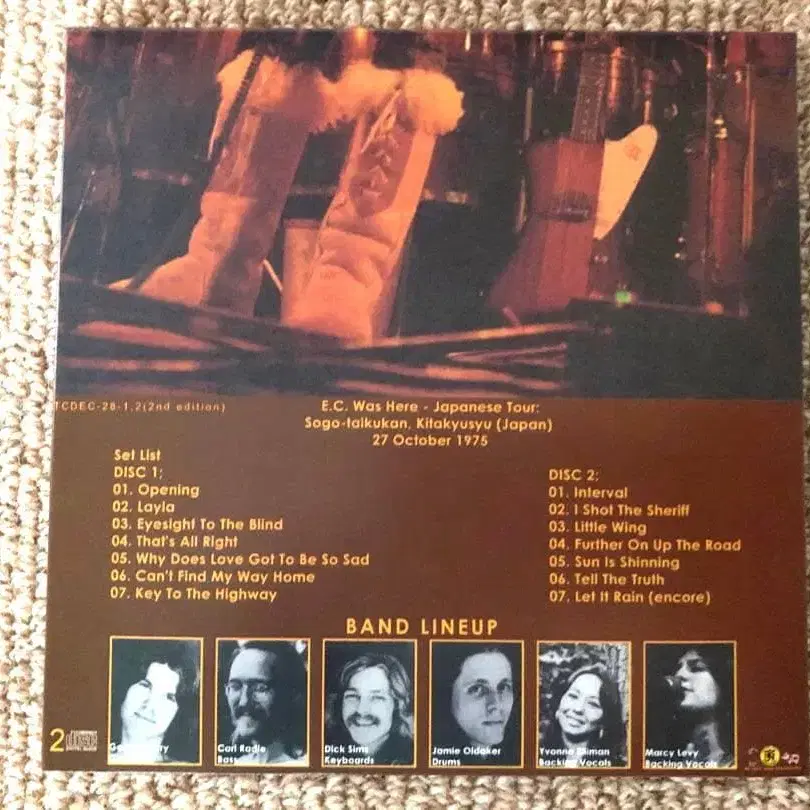 TCDEC-28-1,2(2nd edition)
E.C. Was Here - Japanese Tour:
Sogo-taikukan, Kitakyusyu (Japan)
27 October 1975
Set List
DISC 1;
01. Opening
02. Layla
03. Eyesight To The Blind
04. That's All Right
05. Why Does Love Got To Be So Sad
06. Can't Find My Way Home
07. Key To The Highway
DISC 2;
01. Interval
02. I Shot The Sheriff
03. Little Wing
04. Further On Up The Road
05. Sun Is Shinning
06. Tell The Truth
07. Let It Rain (encore)
BAND LINEUP
Carl Radle
Bass
Dick Sims
Keyboards
Jamie Oldaker
Drums
Yvonne
Backing Vocals
Marcy Levy
Backing Vocals
2